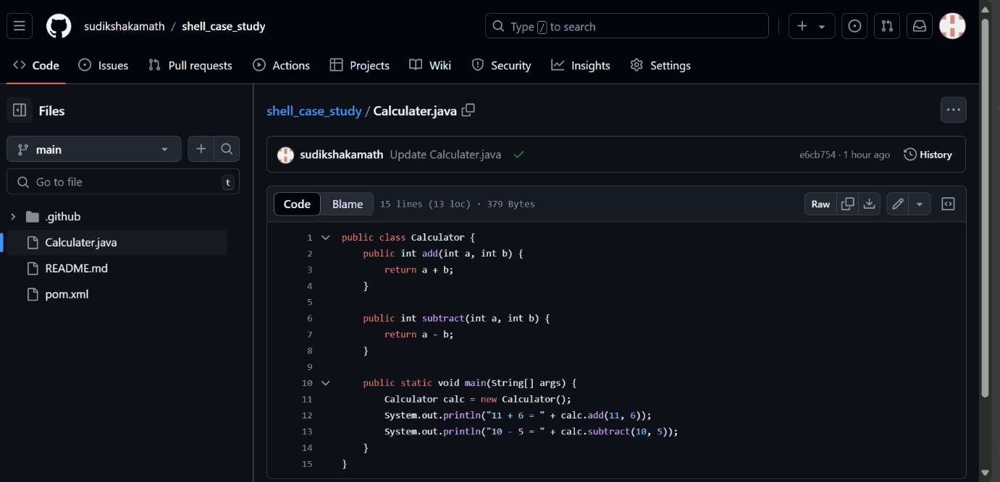 sudikshakamath / shell_case_study
Type / to search
Code Issues Pull requests Actions Projects Wiki Security Insights Settings
Files
main
Go to file t
.github
Calculater.java
README.md
pom.xml
shell_case_study / Calculater.java
sudikshakamath Update Calculater.java e6cb754 · 1 hour ago History
Code Blame 15 lines (13 loc) · 379 Bytes Raw
1 public class Calculator {
2     public int add(int a, int b) {
3         return a + b;
4     }
5
6     public int subtract(int a, int b) {
7         return a - b;
8     }
9
10     public static void main(String[] args) {
11         Calculator calc = new Calculator();
12         System.out.println("11 + 6 = " + calc.add(11, 6));
13         System.out.println("10 - 5 = " + calc.subtract(10, 5));
14     }
15 }